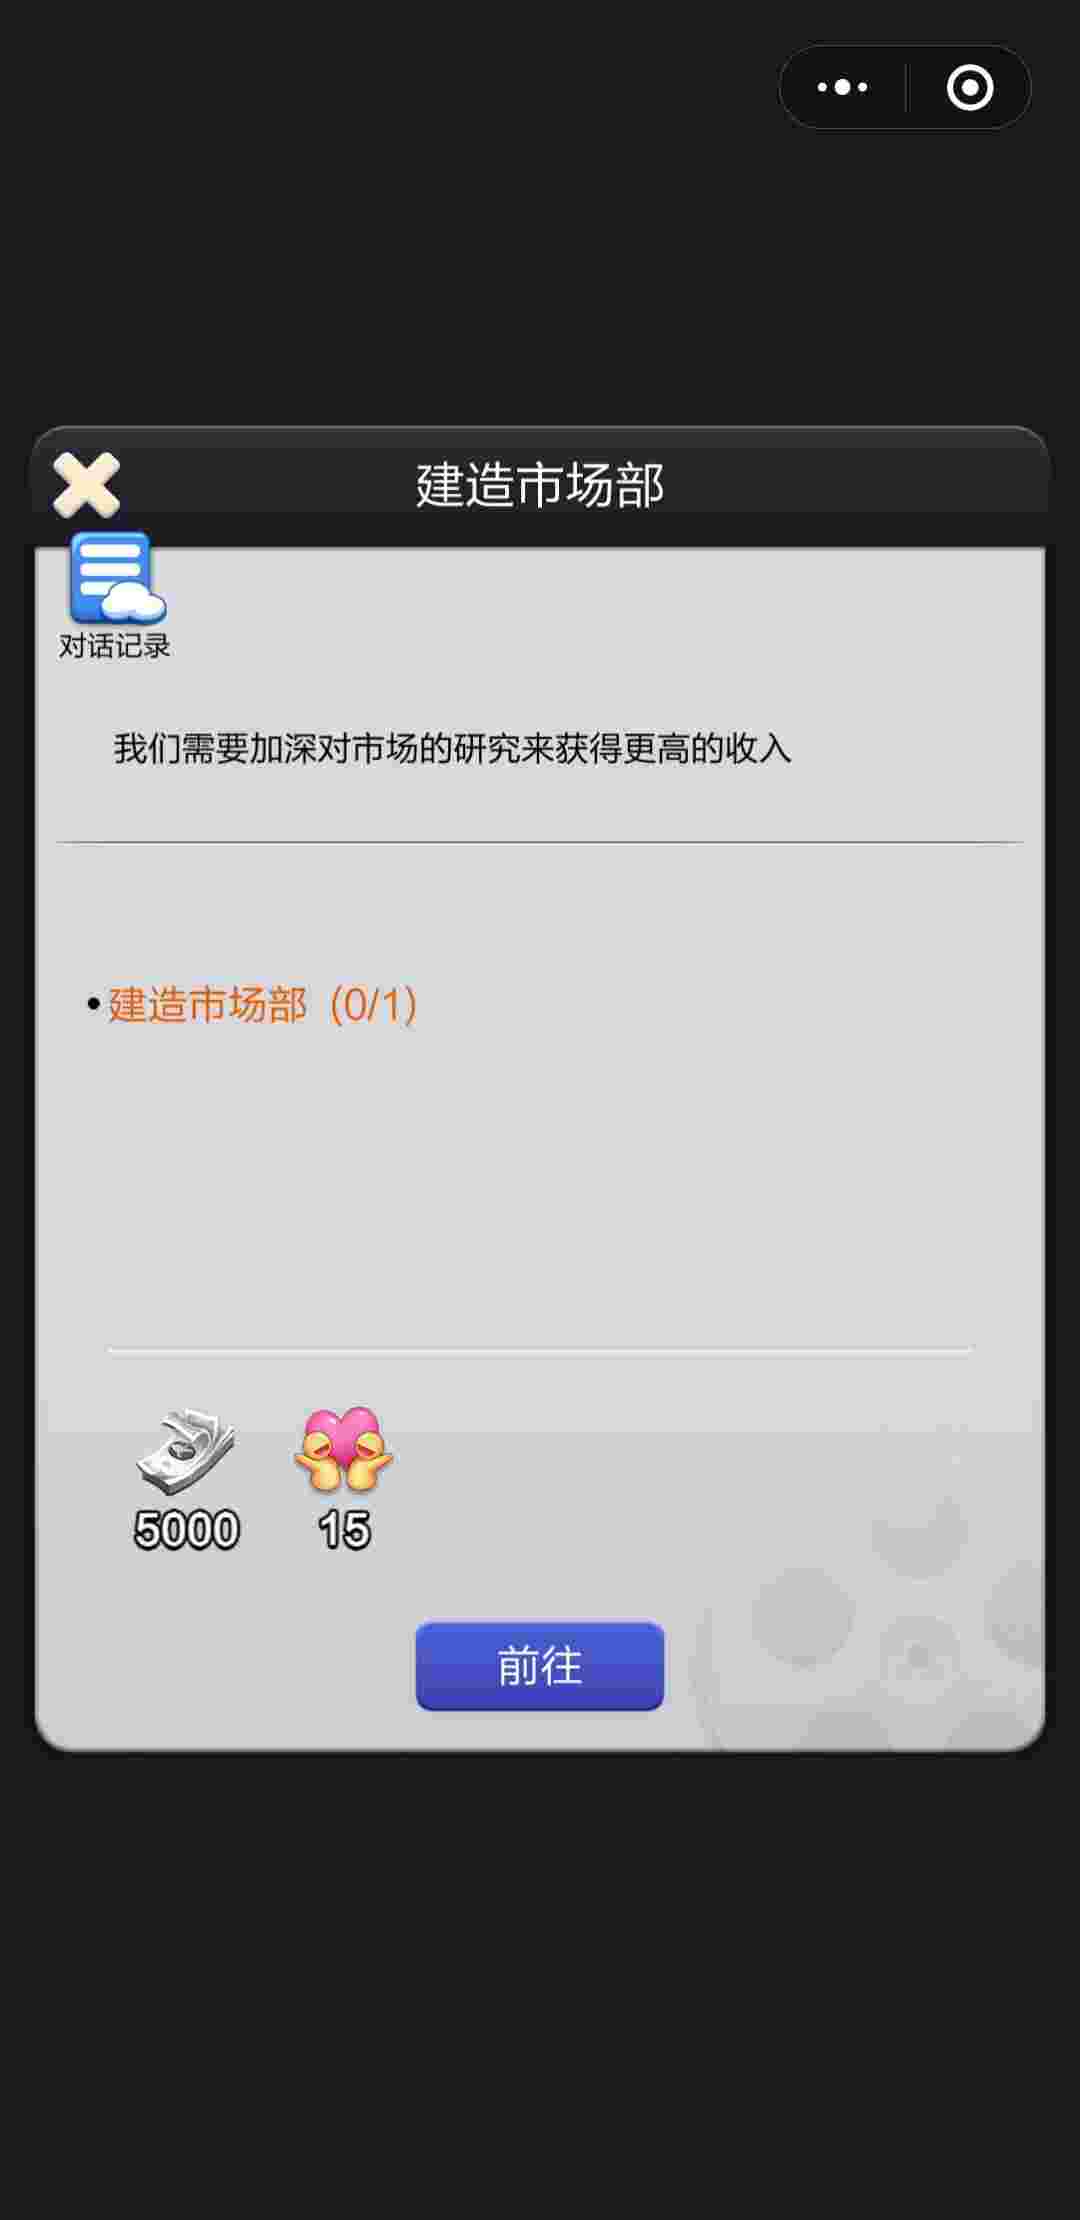 建造市场部
对话记录
我们需要加深对市场的研究来获得更高的收入
•建造市场部 (0/1)
5000 15
前往